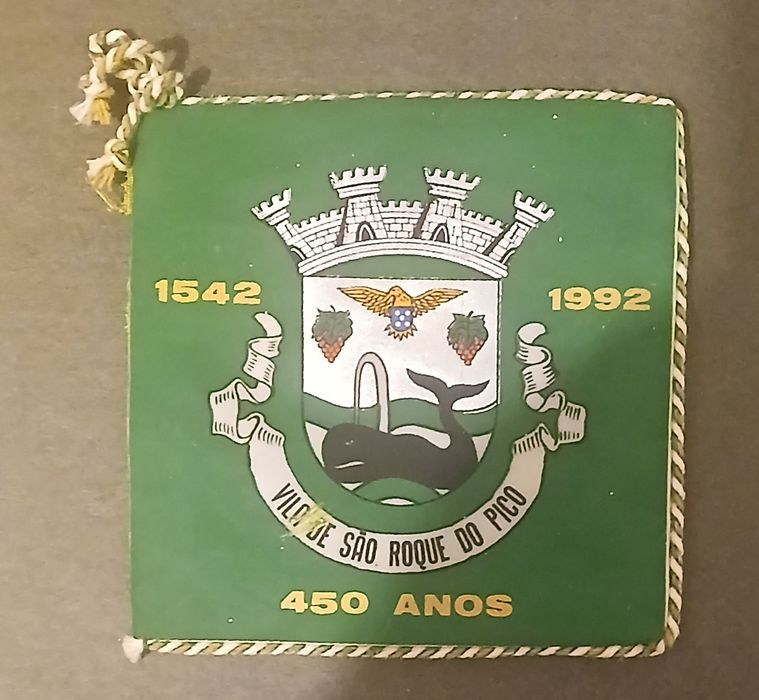 1542
1992
VILA DE SÃO ROQUE DO PICO
450 ANOS